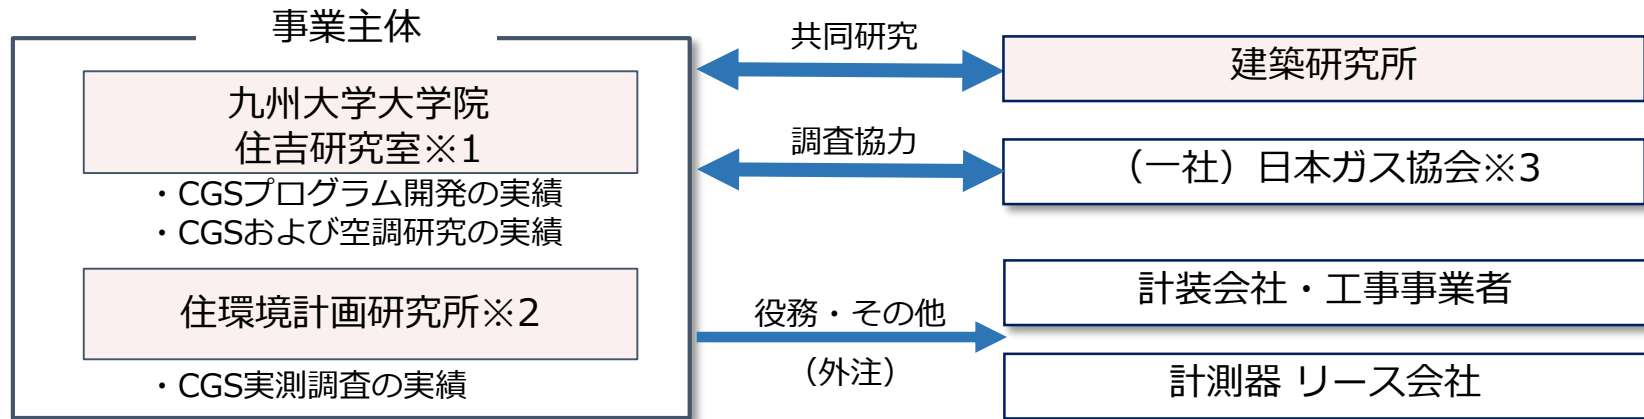 事業主体
九州大学大学院
住吉研究室※1
・CGSプログラム開発の実績
・CGSおよび空調研究の実績
住環境計画研究所※2
・CGS実測調査の実績
共同研究
建築研究所
調査協力
（一社）日本ガス協会※3
役務・その他
（外注）
計装会社・工事事業者
計測器 リース会社